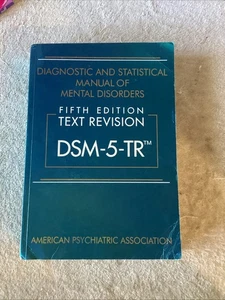 DIAGNOSTIC AND STATISTICAL
MANUAL OF
MENTAL DISORDERS
FIFTH EDITION
TEXT REVISION
DSM-5-TR™
AMERICAN PSYCHIATRIC ASSOCIATION